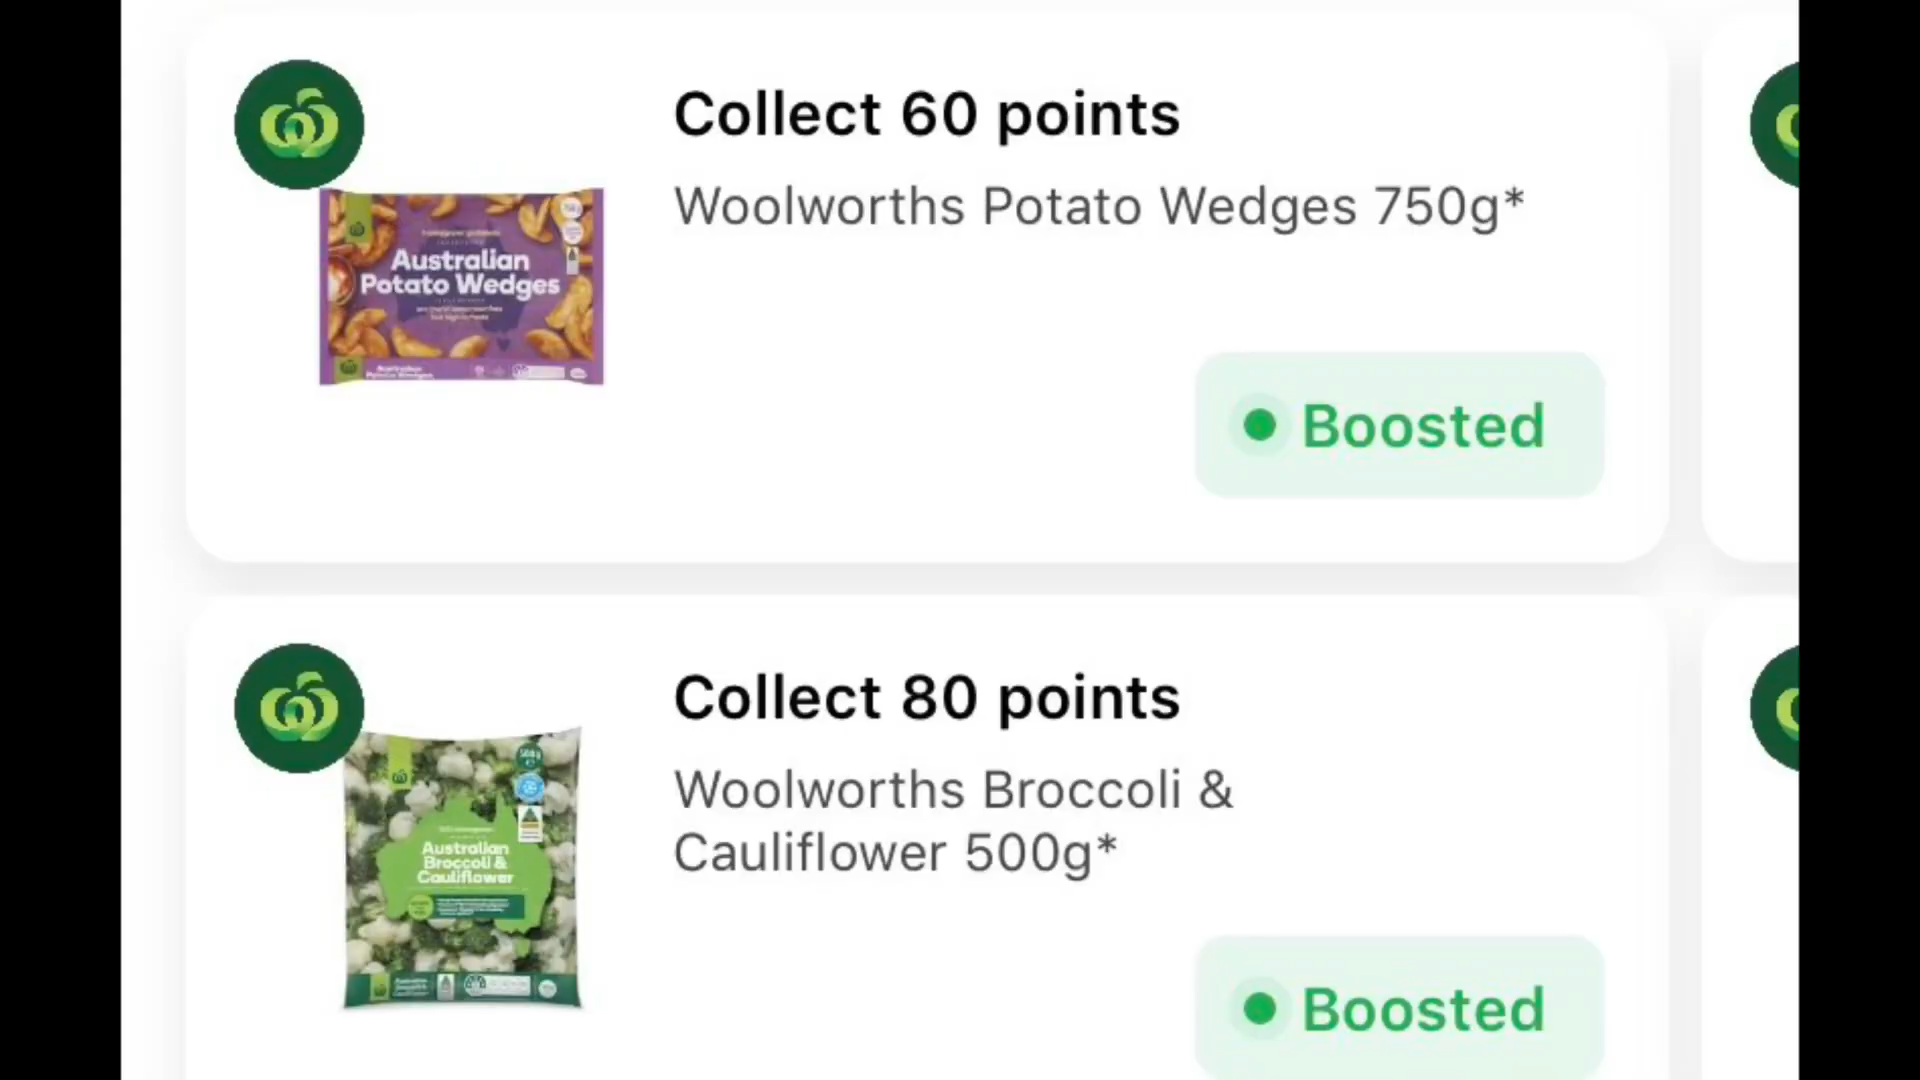 Collect 60 points
Woolworths Potato Wedges 750g*
Australian
Potato Wedges
Boosted
Collect 80 points
Woolworths Broccoli &
Cauliflower 500g*
Australian
Broccoli &
Cauliflower
Boosted